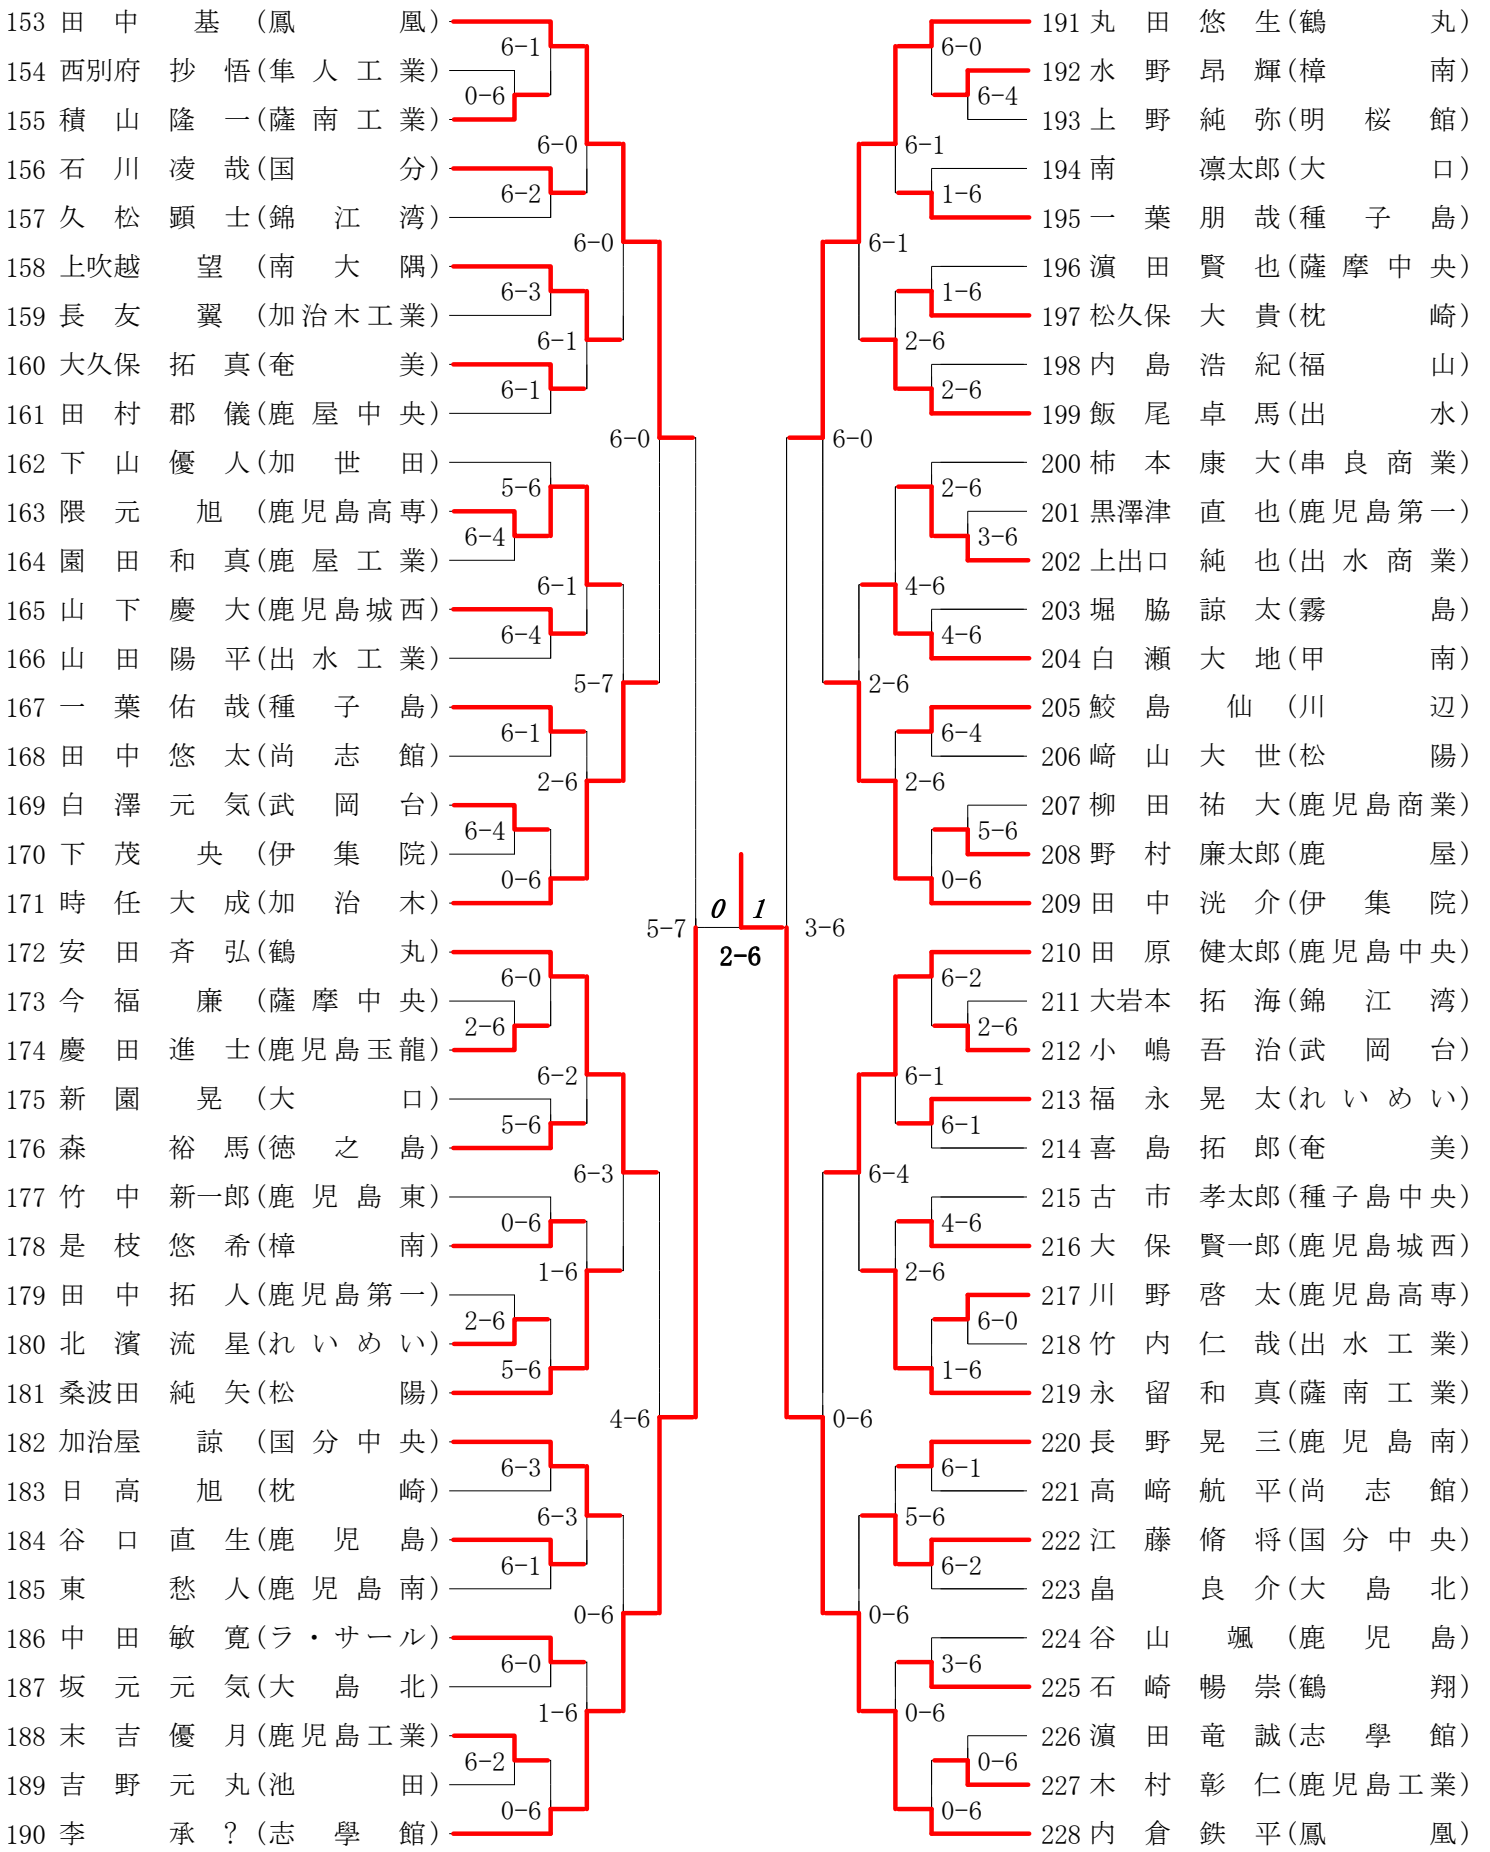 153 田中 基 (鳳凰)
6-1
154 西別府 抄悟 (隼人工業)
0-6
155 積山 隆一 (薩南工業)
6-0
156 石川 凌哉 (国分)
6-2
157 久松 顕士 (錦江湾)
6-0
158 上吹越 望 (南大隅)
6-3
159 長友 翼 (加治木工業)
6-1
160 大久保 拓真 (奄美)
6-1
161 田村 郡儀 (鹿屋中央)
6-0
162 下山 優人 (加世田)
5-6
163 隈元 旭 (鹿児島高専)
6-4
164 園田 和真 (鹿屋工業)
6-1
165 山下 慶大 (鹿児島城西)
6-4
166 山田 陽平 (出水工業)
5-7
167 一葉 佑哉 (種子島)
6-1
168 田中 悠太 (尚志館)
2-6
169 白澤 元気 (武岡台)
6-4
170 下茂 央 (伊集院)
0-6
171 時任 大成 (加治木)
5-7
172 安田 斉弘 (鶴丸)
6-0
173 今福 廉 (薩摩中央)
2-6
174 慶田 進士 (鹿児島玉龍)
6-2
175 新園 晃 (大口)
5-6
176 森 裕馬 (徳之島)
6-3
177 竹中 新一郎 (鹿児島東)
0-6
178 是枝 悠希 (樟南)
1-6
179 田中 拓人 (鹿児島第一)
2-6
180 北濱 流星 (れいめい)
5-6
181 桑波田 純矢 (松陽)
4-6
182 加治屋 諒 (国分中央)
6-3
183 日高 旭 (枕崎)
6-3
184 谷口 直生 (鹿児島)
6-1
185 東 愁人 (鹿児島南)
0-6
186 中田 敏寛 (ラ・サール)
6-0
187 坂元 元気 (大島北)
1-6
188 末吉 優月 (鹿児島工業)
6-2
189 吉野 元丸 (池田)
0-6
190 李 承? (志學館)
0 1
2-6
191 丸田 悠生 (鶴丸)
6-0
192 水野 昂輝 (樟南)
6-4
193 上野 純弥 (明桜館)
6-1
194 南 凛太郎 (大口)
1-6
195 一葉 朋哉 (種子島)
6-1
196 濵田 賢也 (薩摩中央)
1-6
197 松久保 大貴 (枕崎)
2-6
198 内島 浩紀 (福山)
2-6
199 飯尾 卓馬 (出水)
6-0
200 柿本 康大 (串良商業)
2-6
201 黒澤津 直也 (鹿児島第一)
3-6
202 上出口 純也 (出水商業)
4-6
203 堀脇 諒太 (霧島)
4-6
204 白瀬 大地 (甲南)
2-6
205 鮫島 仙 (川辺)
6-4
206 﨑山 大世 (松陽)
2-6
207 柳田 祐大 (鹿児島商業)
5-6
208 野村 廉太郎 (鹿屋)
0-6
209 田中 洸介 (伊集院)
3-6
210 田原 健太郎 (鹿児島中央)
6-2
211 大岩本 拓海 (錦江湾)
2-6
212 小嶋 吾治 (武岡台)
6-1
213 福永 晃太 (れいめい)
6-1
214 喜島 拓郎 (奄美)
6-4
215 古市 孝太郎 (種子島中央)
4-6
216 大保 賢一郎 (鹿児島城西)
2-6
217 川野 啓太 (鹿児島高専)
6-0
218 竹内 仁哉 (出水工業)
1-6
219 永留 和真 (薩南工業)
0-6
220 長野 晃三 (鹿児島南)
6-1
221 高﨑 航平 (尚志館)
5-6
222 江藤 脩将 (国分中央)
6-2
223 畠 良介 (大島北)
0-6
224 谷山 颯 (鹿児島)
3-6
225 石崎 暢崇 (鶴翔)
0-6
226 濵田 竜誠 (志學館)
0-6
227 木村 彰仁 (鹿児島工業)
0-6
228 内倉 鉄平 (鳳凰)